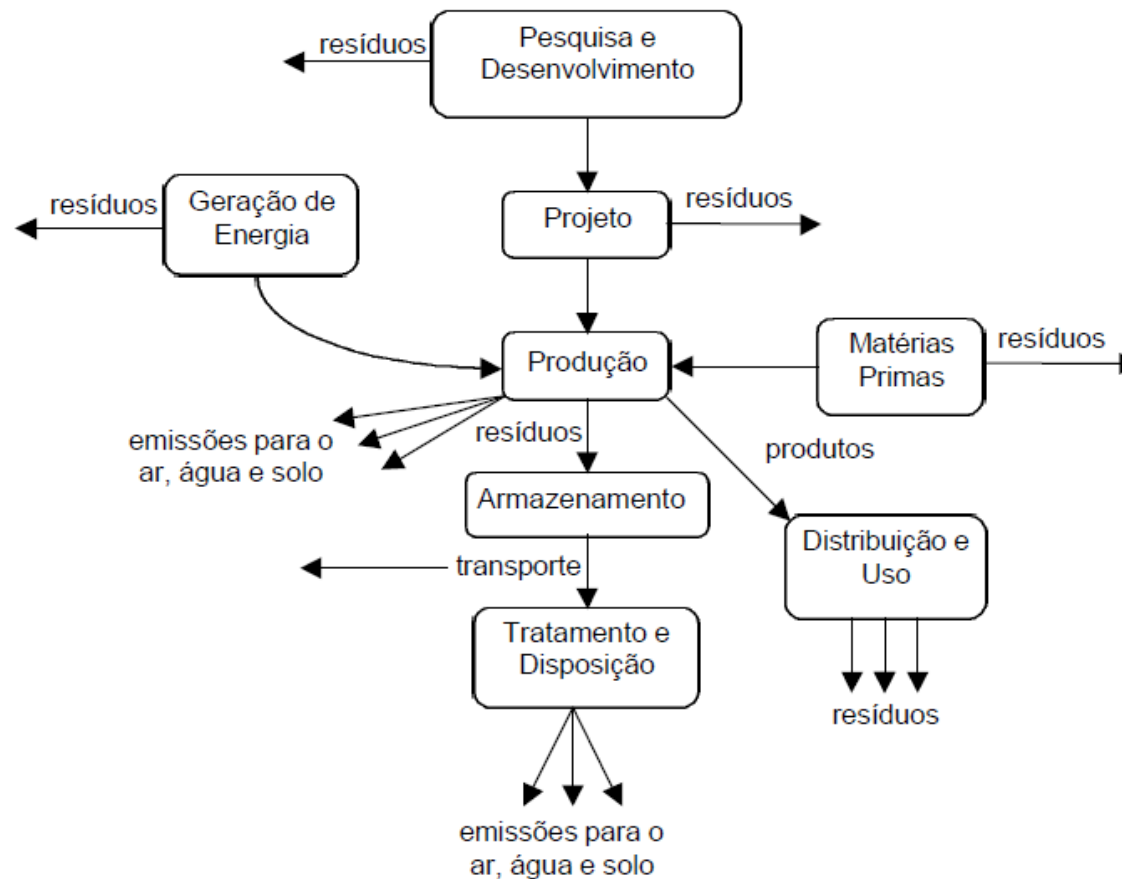 resíduos
Pesquisa e
Desenvolvimento
resíduos
Geração de
Energia
Projeto
resíduos
Produção
Matérias
Primas
resíduos
emissões para o
ar, água e solo
resíduos
produtos
Armazenamento
Distribuição e
Uso
transporte
Tratamento e
Disposição
resíduos
emissões para o
ar, água e solo